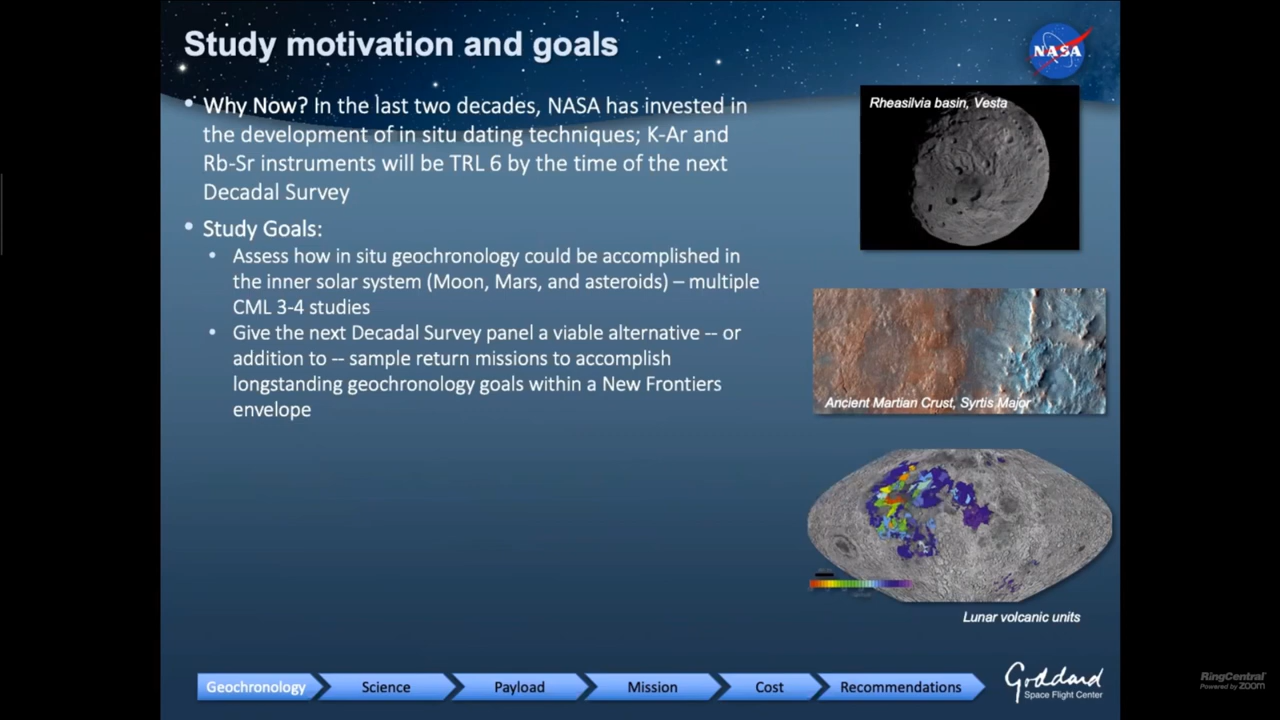 Study motivation and goals
NASA
• Why Now? In the last two decades, NASA has invested in
the development of in situ dating techniques; K-Ar and
Rb-Sr instruments will be TRL 6 by the time of the next
Decadal Survey
• Study Goals:
• Assess how in situ geochronology could be accomplished in
the inner solar system (Moon, Mars, and asteroids) – multiple
CML 3-4 studies
• Give the next Decadal Survey panel a viable alternative -- or
addition to -- sample return missions to accomplish
longstanding geochronology goals within a New Frontiers
envelope
Rheasilvia basin, Vesta
Ancient Martian Crust, Syrtis Major
Lunar volcanic units
Geochronology
Science
Payload
Mission
Cost
Recommendations
Goddard
Space Flight Center
RingCentral
Powered by zoom